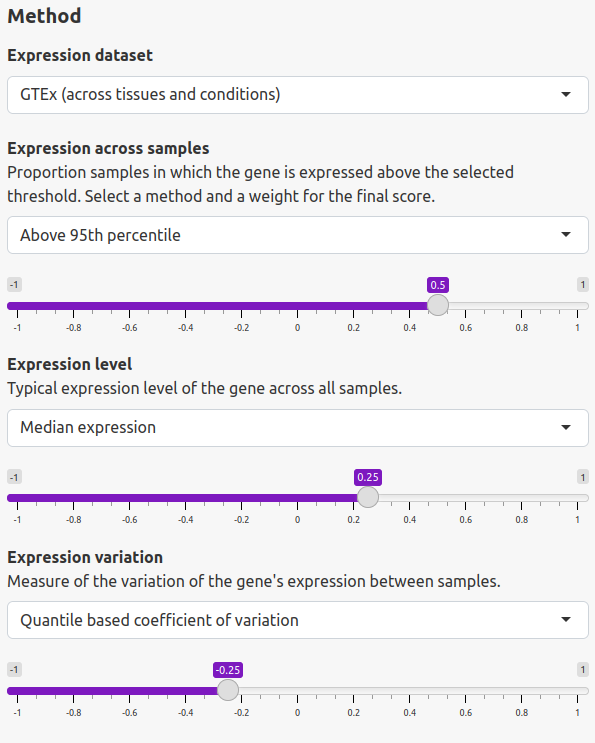 Method
Expression dataset
GTEx (across tissues and conditions)
Expression across samples
Proportion samples in which the gene is expressed above the selected
threshold. Select a method and a weight for the final score.
Above 95th percentile
-1 0.5 1
-1 -0.8 -0.6 -0.4 -0.2 0 0.2 0.4 0.6 0.8 1
Expression level
Typical expression level of the gene across all samples.
Median expression
-1 0.25 1
-1 -0.8 -0.6 -0.4 -0.2 0 0.2 0.4 0.6 0.8 1
Expression variation
Measure of the variation of the gene's expression between samples.
Quantile based coefficient of variation
-1 -0.25 1
-1 -0.8 -0.6 -0.4 -0.2 0 0.2 0.4 0.6 0.8 1